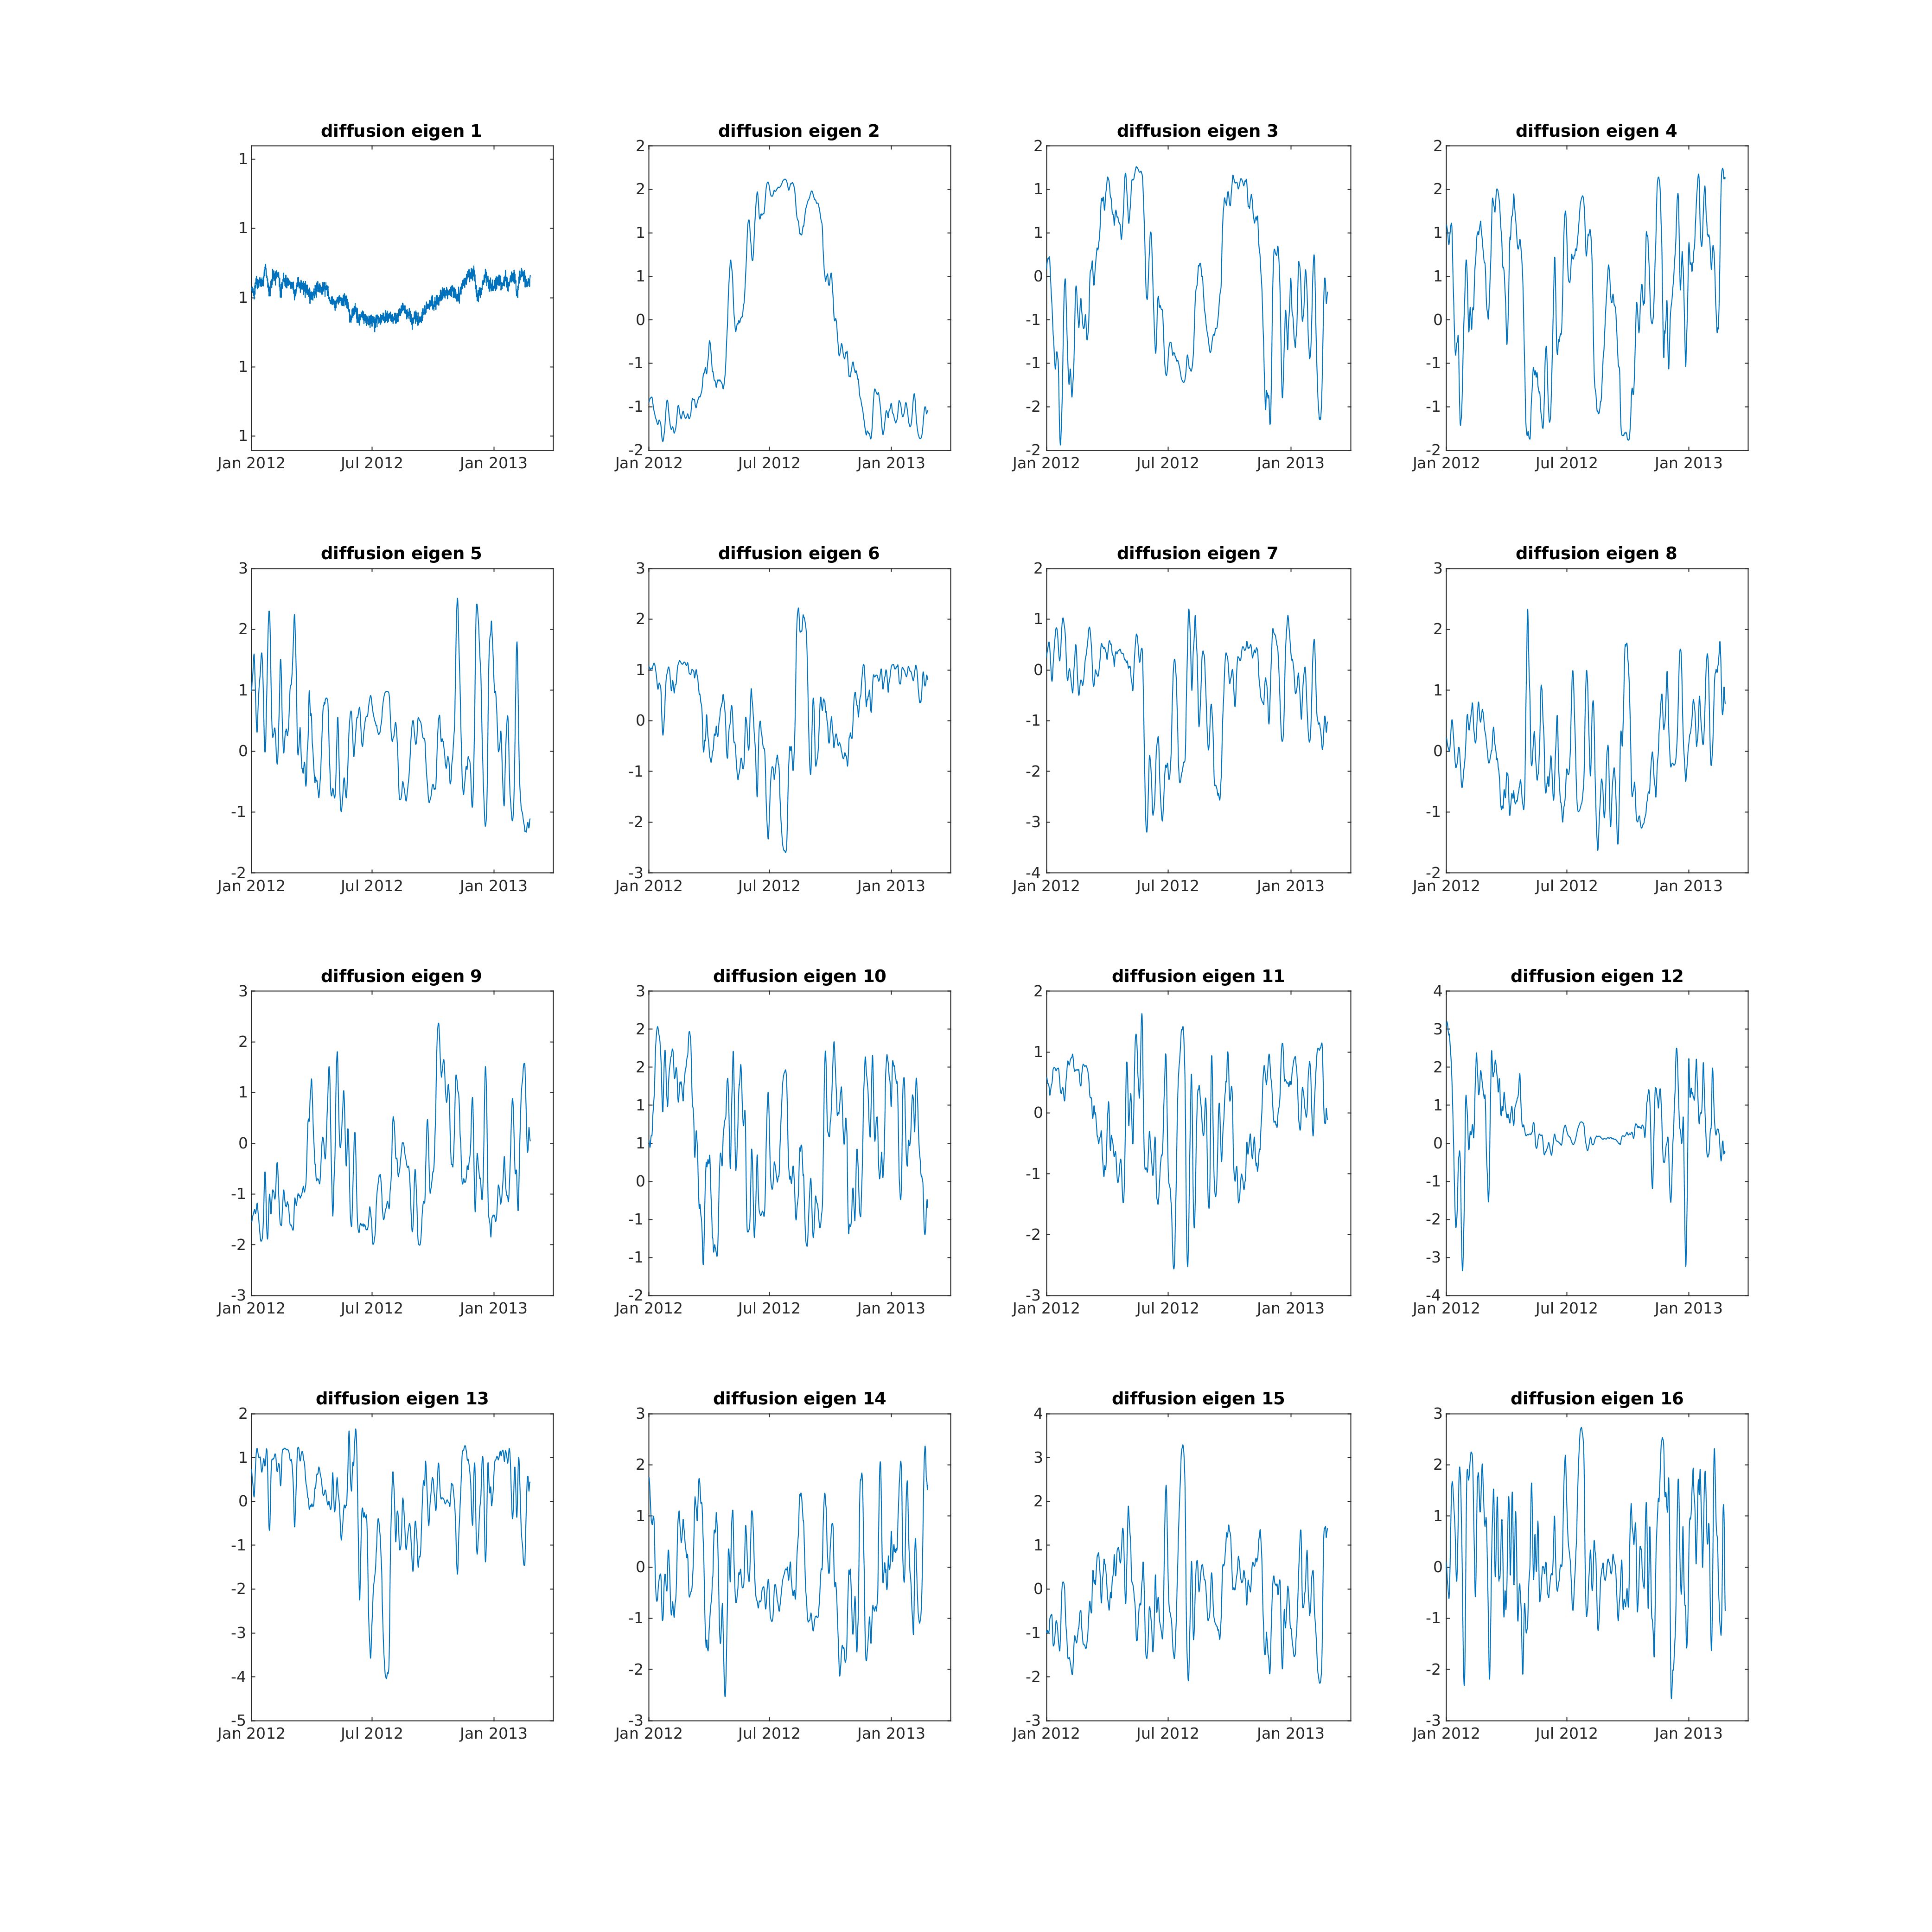 diffusion eigen 1 diffusion eigen 2 diffusion eigen 3 diffusion eigen 4
1 2 2 2
2 1 2
1 1 1 1
1 0 1
1 0 -1 0
1 -1 -1 -1
-1 -2 -1
1 -2 -2 -2
Jan 2012 Jul 2012 Jan 2013 Jan 2012 Jul 2012 Jan 2013 Jan 2012 Jul 2012 Jan 2013 Jan 2012 Jul 2012 Jan 2013
diffusion eigen 5 diffusion eigen 6 diffusion eigen 7 diffusion eigen 8
3 3 2 3
2 2 1 2
1 1 0 1
0 0 -1 0
-1 -1 -2 -1
-2 -3
-2 -3 -4 -2
Jan 2012 Jul 2012 Jan 2013 Jan 2012 Jul 2012 Jan 2013 Jan 2012 Jul 2012 Jan 2013 Jan 2012 Jul 2012 Jan 2013
diffusion eigen 9 diffusion eigen 10 diffusion eigen 11 diffusion eigen 12
3 3 2 4
2 2 1 3
1 2 0 2
0 1 -1 1
-1 1 -2 0
-2 0 -3 -1
-3 -1 -2
-1 -3
-2 -4
Jan 2012 Jul 2012 Jan 2013 Jan 2012 Jul 2012 Jan 2013 Jan 2012 Jul 2012 Jan 2013 Jan 2012 Jul 2012 Jan 2013
diffusion eigen 13 diffusion eigen 14 diffusion eigen 15 diffusion eigen 16
2 3 4 3
1 2 3 2
0 1 2 1
-1 0 1 0
-2 -1 0 -1
-3 -2 -1 -2
-4 -3 -2 -3
-5 -3
Jan 2012 Jul 2012 Jan 2013 Jan 2012 Jul 2012 Jan 2013 Jan 2012 Jul 2012 Jan 2013 Jan 2012 Jul 2012 Jan 2013